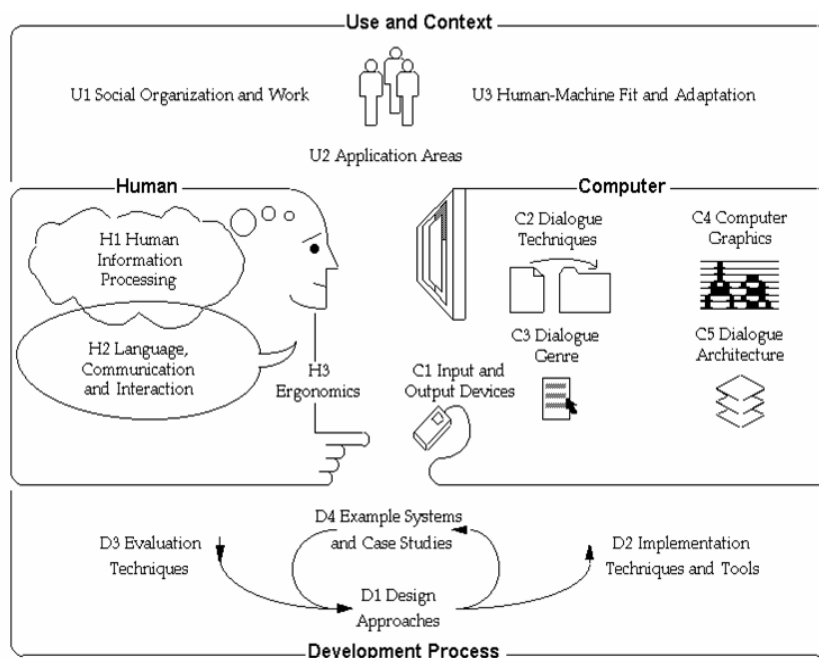 Use and Context
U1 Social Organization and Work
U3 Human-Machine Fit and Adaptation
U2 Application Areas
Human
H1 Human
Information
Processing
H2 Language,
Communication
and Interaction
H3
Ergonomics
Computer
C2 Dialogue
Techniques
C4 Computer
Graphics
C3 Dialogue
Genre
C5 Dialogue
Architecture
C1 Input and
Output Devices
D4 Example Systems
and Case Studies
D3 Evaluation
Techniques
D2 Implementation
Techniques and Tools
D1 Design
Approaches
Development Process